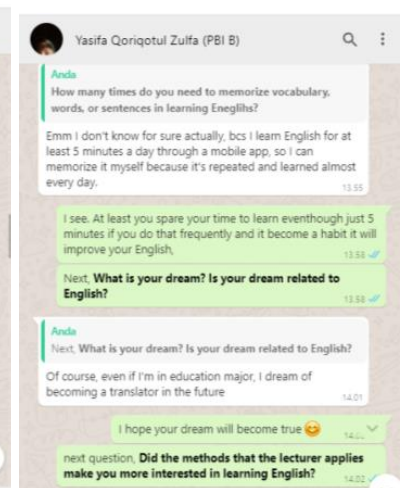 Yasifa Qoriqotul Zulfa (PBI B)
Anda
How many times do you need to memorize vocabulary,
words, or sentences in learning Eneglihs?
Emm I don't know for sure actually, bcs I learn English for at
least 5 minutes a day through a mobile app, so I can
memorize it myself because it's repeated and learned almost
every day.
13.55
I see. At least you spare your time to learn eventhough just 5
minutes if you do that frequently and it become a habit it will
improve your English,
13.58
Next, What is your dream? Is your dream related to
English?
13.58
Anda
Next, What is your dream? Is your dream related to English?
Of course, even if I'm in education major, I dream of
becoming a translator in the future
14.01
I hope your dream will become true 😊
next question, Did the methods that the lecturer applies
make you more interested in learning English?
14.02